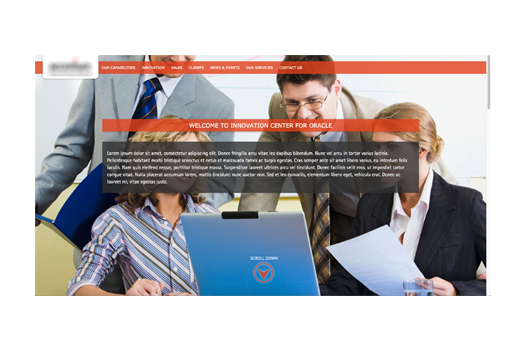 OUR CAPABILITIES INNOVATION SALES CLIENTS NEWS & EVENTS OUR SERVICES CONTACT US
WELCOME TO INNOVATION CENTER FOR ORACLE
Lorem ipsum dolor sit amet, consectetur adipiscing elit. Donec fringilla arcu vitae leo dapibus bibendum. Nunc vel arcu in tortor varius lacinia.
Pellentesque habitant morbi tristique senectus et netus et malesuada fames ac turpis egestas. Cras semper ante sit amet libero varius, eu interdum felis
iaculis. Nam quis eleifend neque, porttitor tristique massa. Integer laoreet ultricies arcu vel tincidunt. Donec facilisis velit eros, ut imperdiet tortor
congue vitae. Nulla placerat accumsan lorem, mattis tincidunt nunc auctor non. Sed ei leo convallis, elementum libero eget, vehicula erat. Donec ac
laoreet mi, vitae egestas justo.
SCROLL DOWN